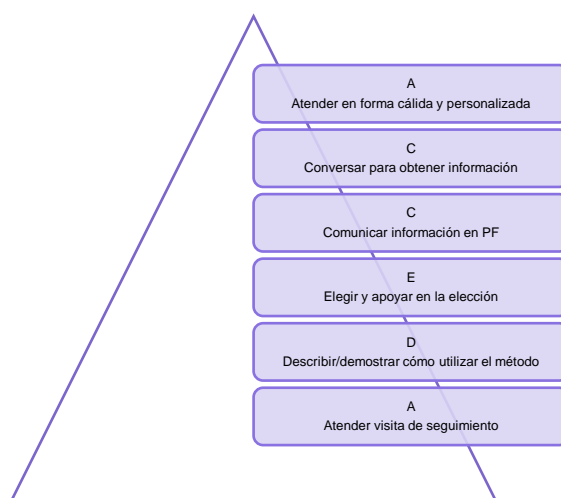 A
Atender en forma cálida y personalizada
C
Conversar para obtener información
C
Comunicar información en PF
E
Elegir y apoyar en la elección
D
Describir/demostrar cómo utilizar el método
A
Atender visita de seguimiento